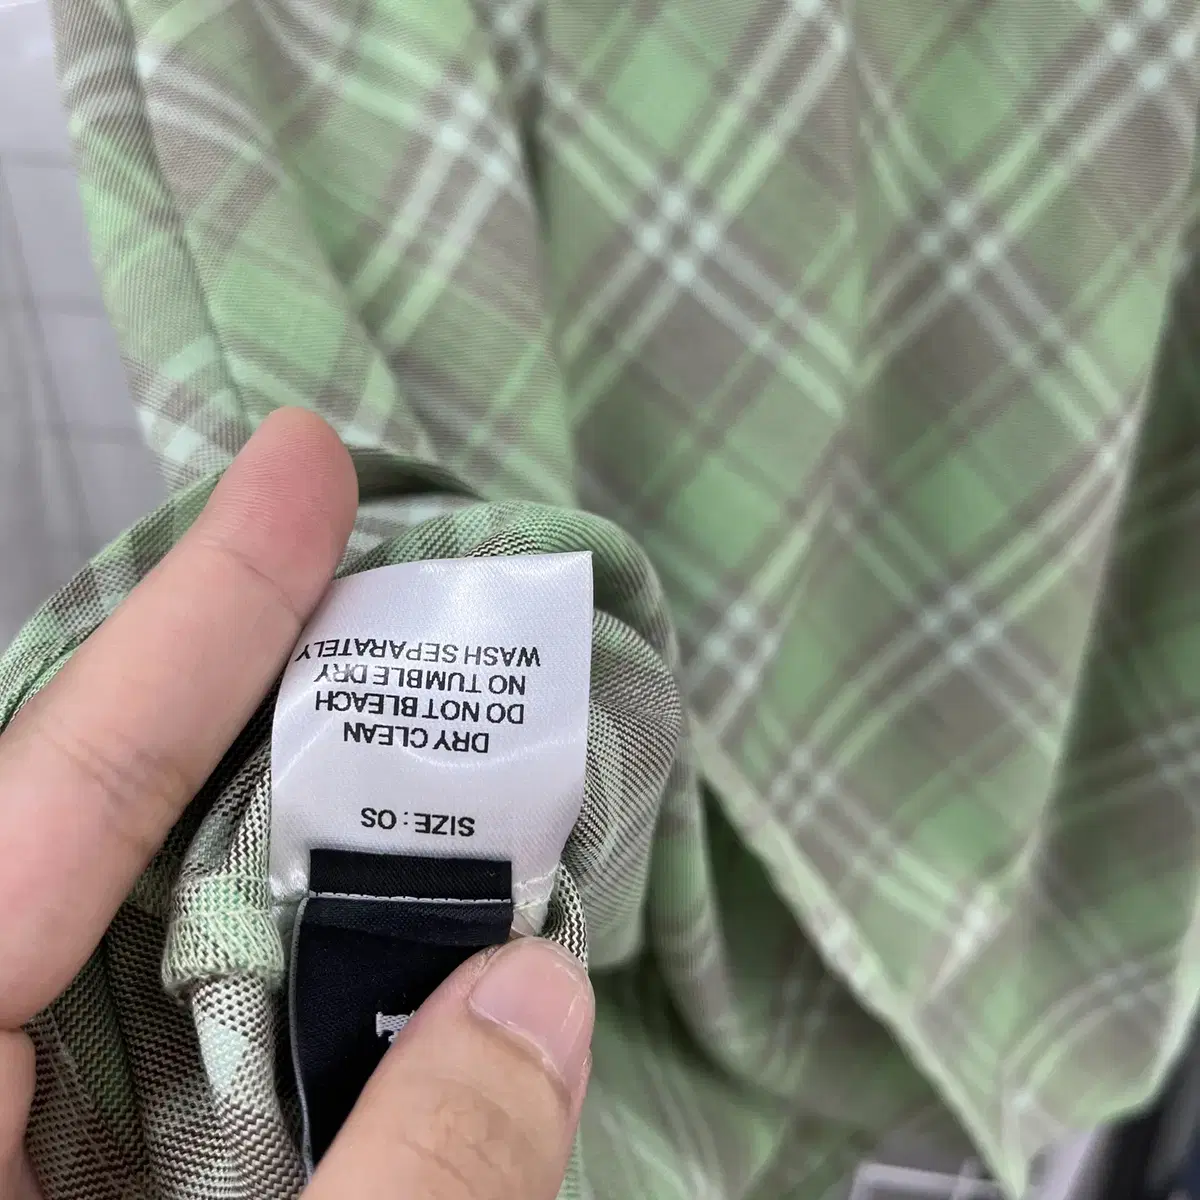 SIZE : OS
DRY CLEAN
DO NOT BLEACH
NO TUMBLE DRY
WASH SEPARATELY